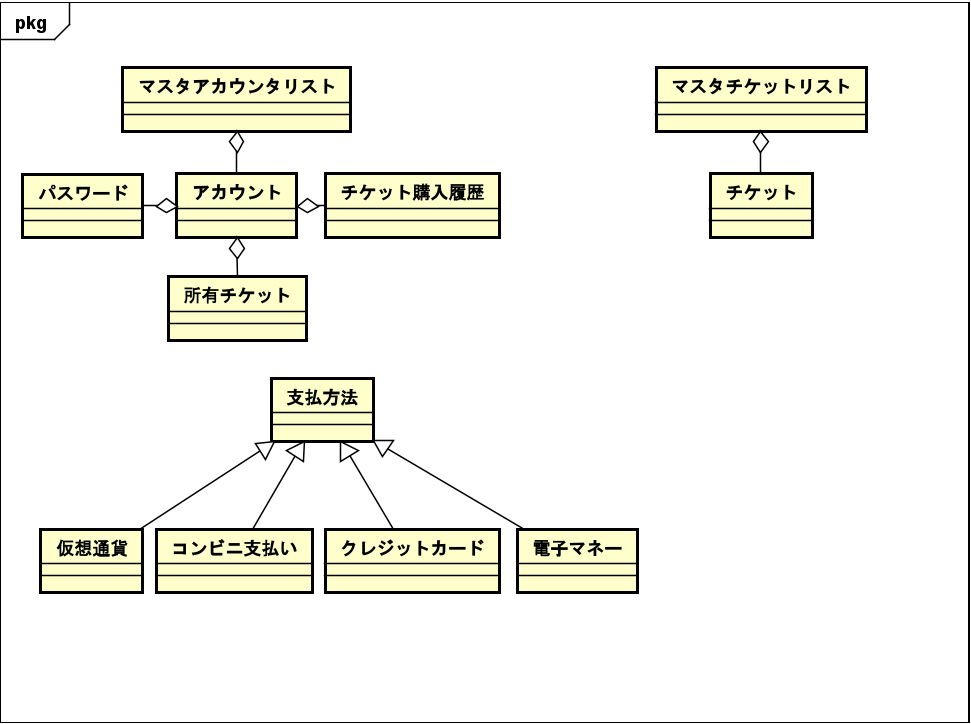 pkg
マスタアカウンタリスト
マスタチケットリスト
パスワード
アカウント
チケット購入履歴
チケット
所有チケット
支払方法
仮想通貨
コンビニ支払い
クレジットカード
電子マネー